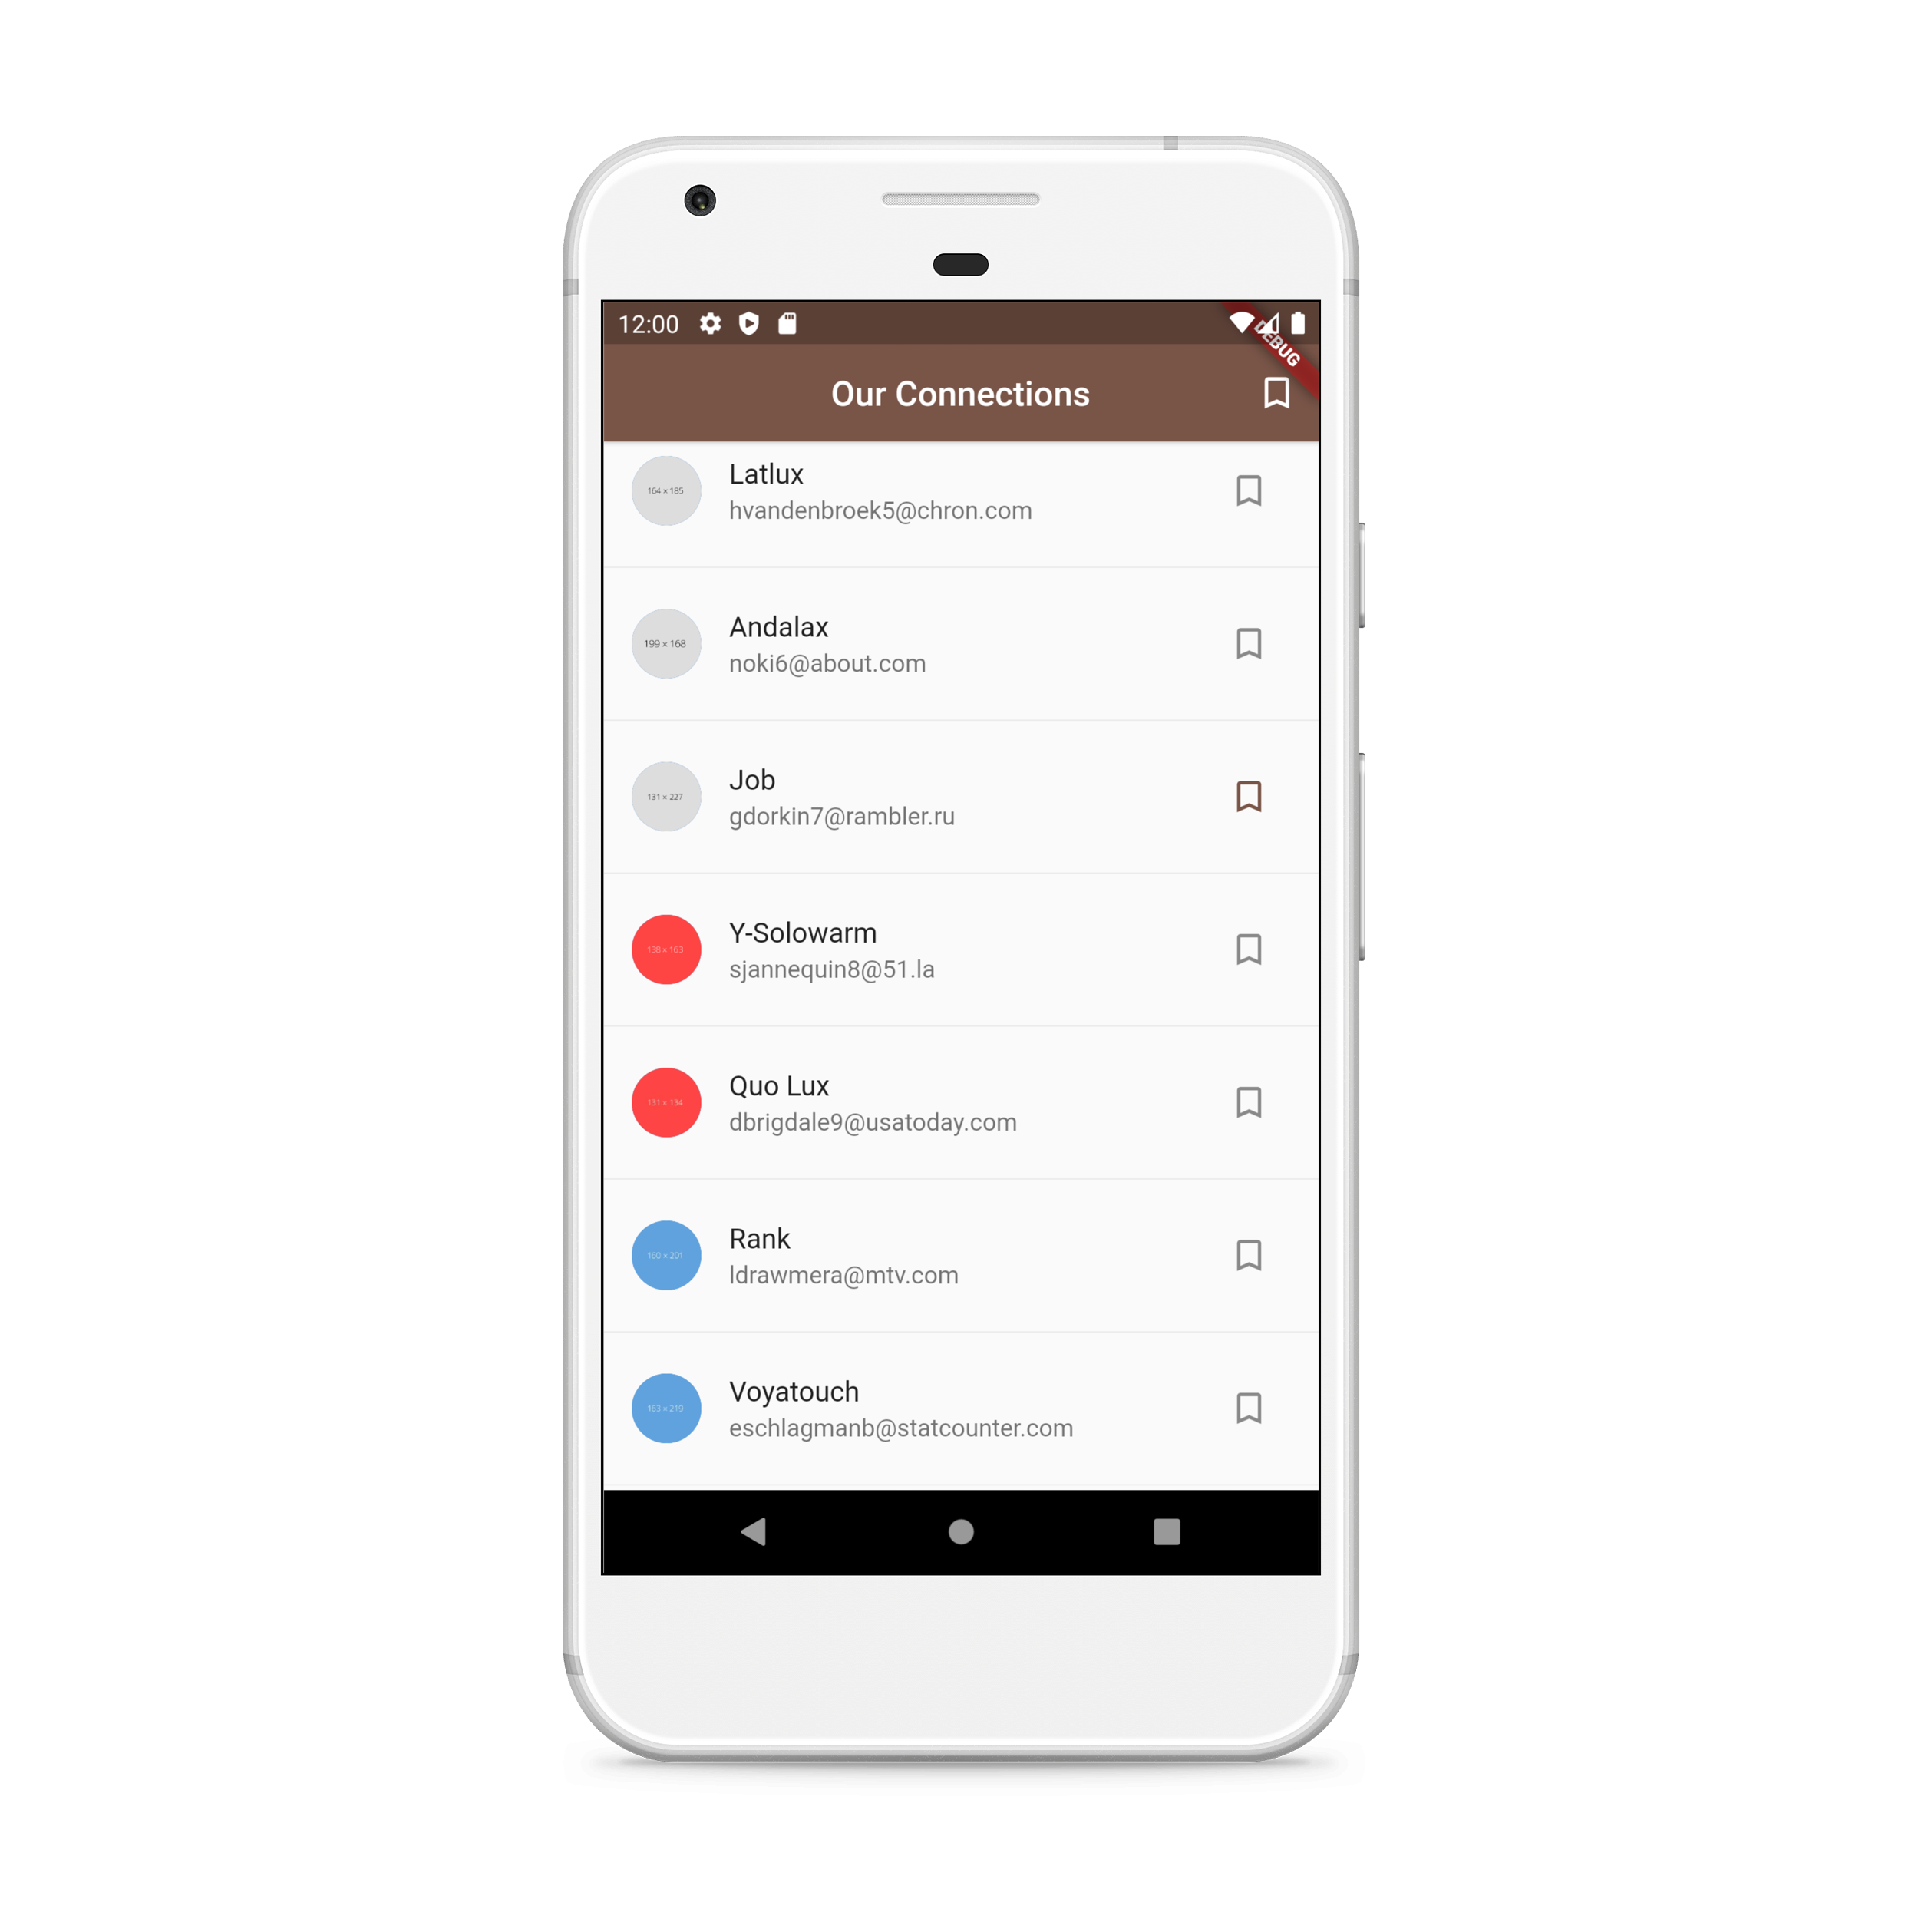 12:00
DEBUG
Our Connections
164 × 185
Latlux
hvandenbroek5@chron.com
199 × 168
Andalax
noki6@about.com
131 × 227
Job
gdorkin7@rambler.ru
138 × 163
Y-Solowarm
sjannequin8@51.la
131 × 134
Quo Lux
dbrigdale9@usatoday.com
160 × 201
Rank
ldrawmera@mtv.com
163 × 219
Voyatouch
eschlagmanb@statcounter.com